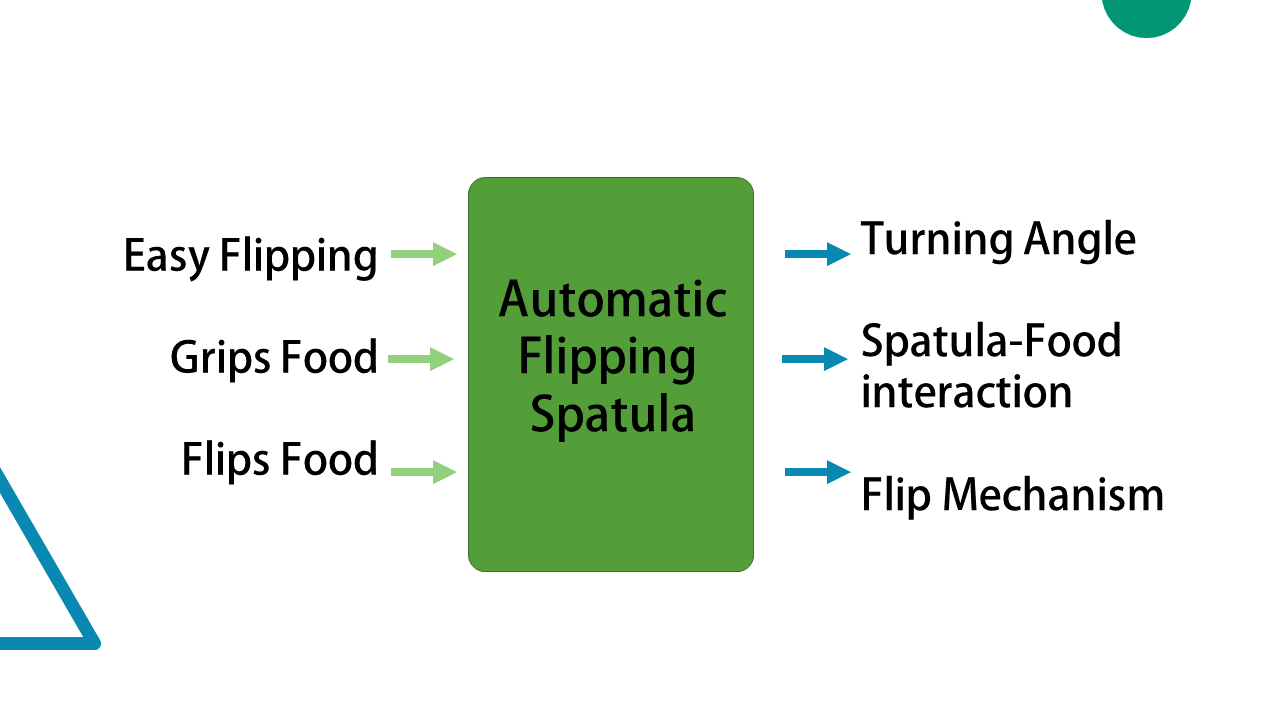 Easy Flipping
Grips Food
Flips Food
Automatic
Flipping
Spatula
Turning Angle
Spatula-Food
interaction
Flip Mechanism